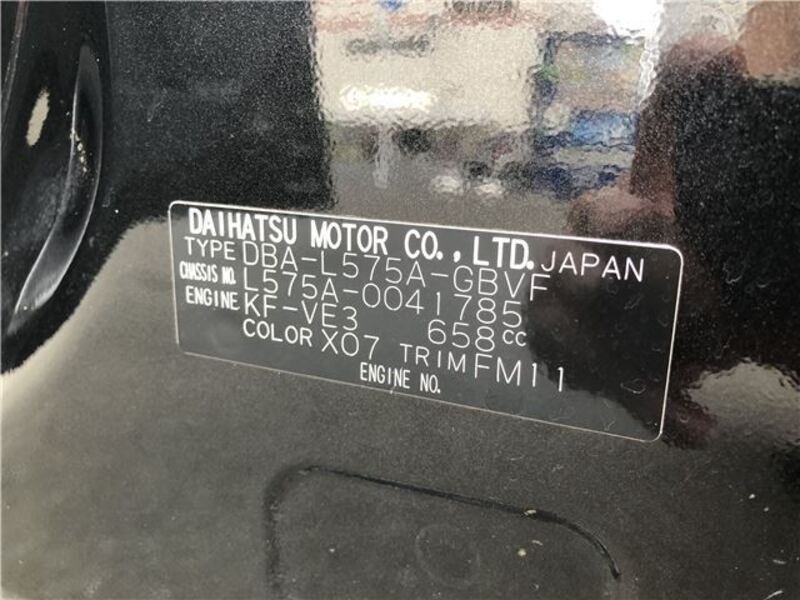 DAIHATSU MOTOR CO., LTD. JAPAN
TYPE DBA-L575A-GBVF
CHASSIS NO. L575A-0041785
ENGINE KF-VE3 658cc
COLOR X07 TRIM FM11
ENGINE NO.